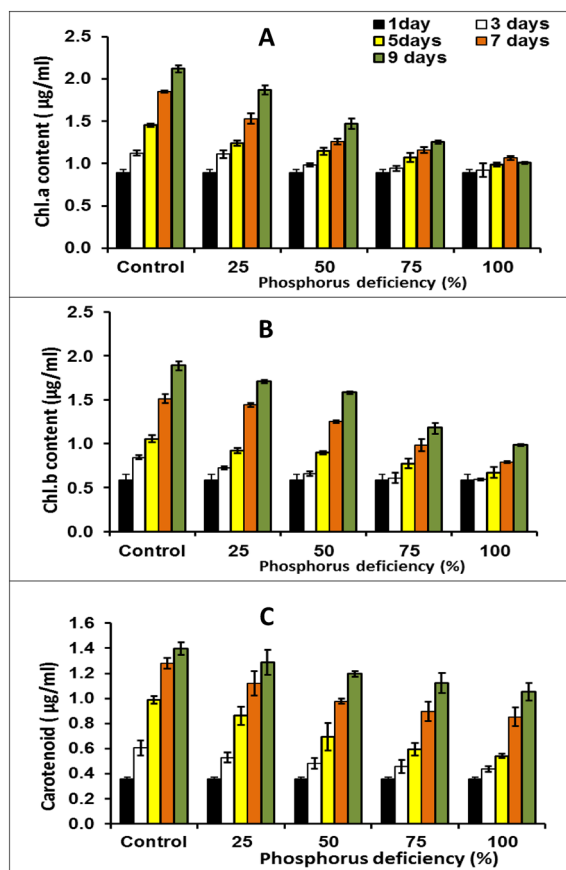 A
1day
3 days
5days
7 days
9 days
Chl.a content ( µg/ml)
2.5
2.0
1.5
1.0
0.5
0.0
Control 25 50 75 100
Phosphorus deficiency (%)
B
Chl.b content (µg/ml)
2.5
2.0
1.5
1.0
0.5
0.0
Control 25 50 75 100
Phosphorus deficiency (%)
C
Carotenoid ( µg/ml)
1.6
1.4
1.2
1.0
0.8
0.6
0.4
0.2
0.0
Control 25 50 75 100
Phosphorus deficiency (%)